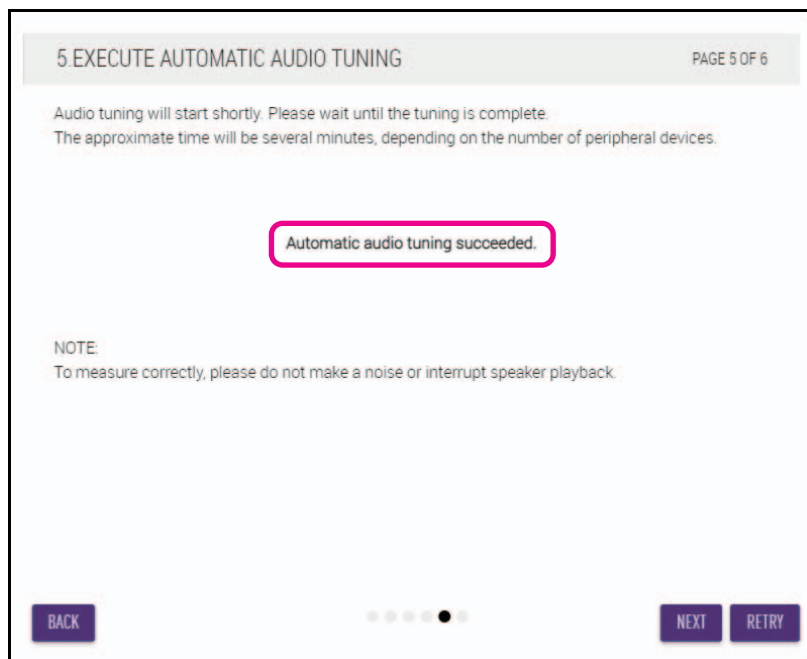 5.EXECUTE AUTOMATIC AUDIO TUNING
PAGE 5 OF 6
Audio tuning will start shortly. Please wait until the tuning is complete.
The approximate time will be several minutes, depending on the number of peripheral devices.
Automatic audio tuning succeeded.
NOTE:
To measure correctly, please do not make a noise or interrupt speaker playback.
BACK
NEXT
RETRY